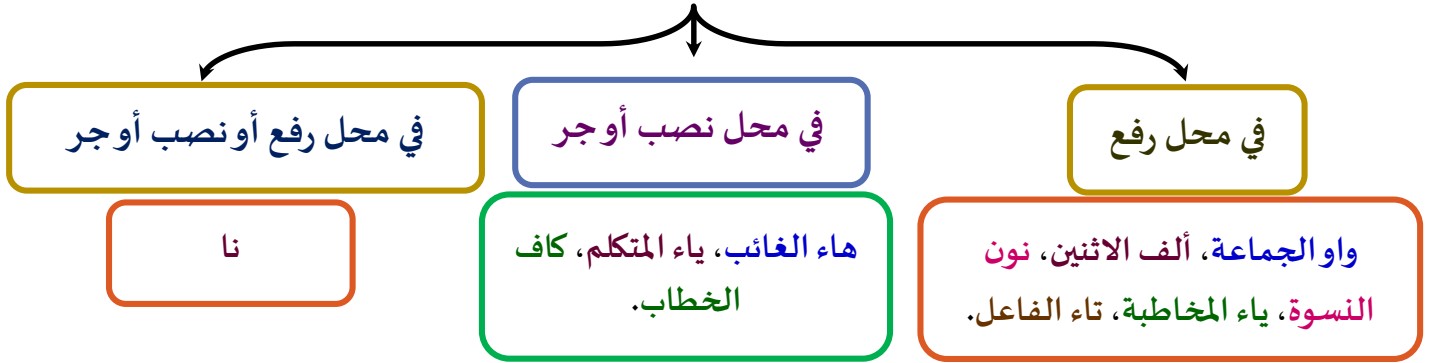 في محل رفع
واو الجماعة، ألف الاثنين، نون
النسوة، ياء المخاطبة، تاء الفاعل.
في محل نصب أو جر
هاء الغائب، ياء المتكلم، كاف
الخطاب.
في محل رفع أو نصب أو جر
نا